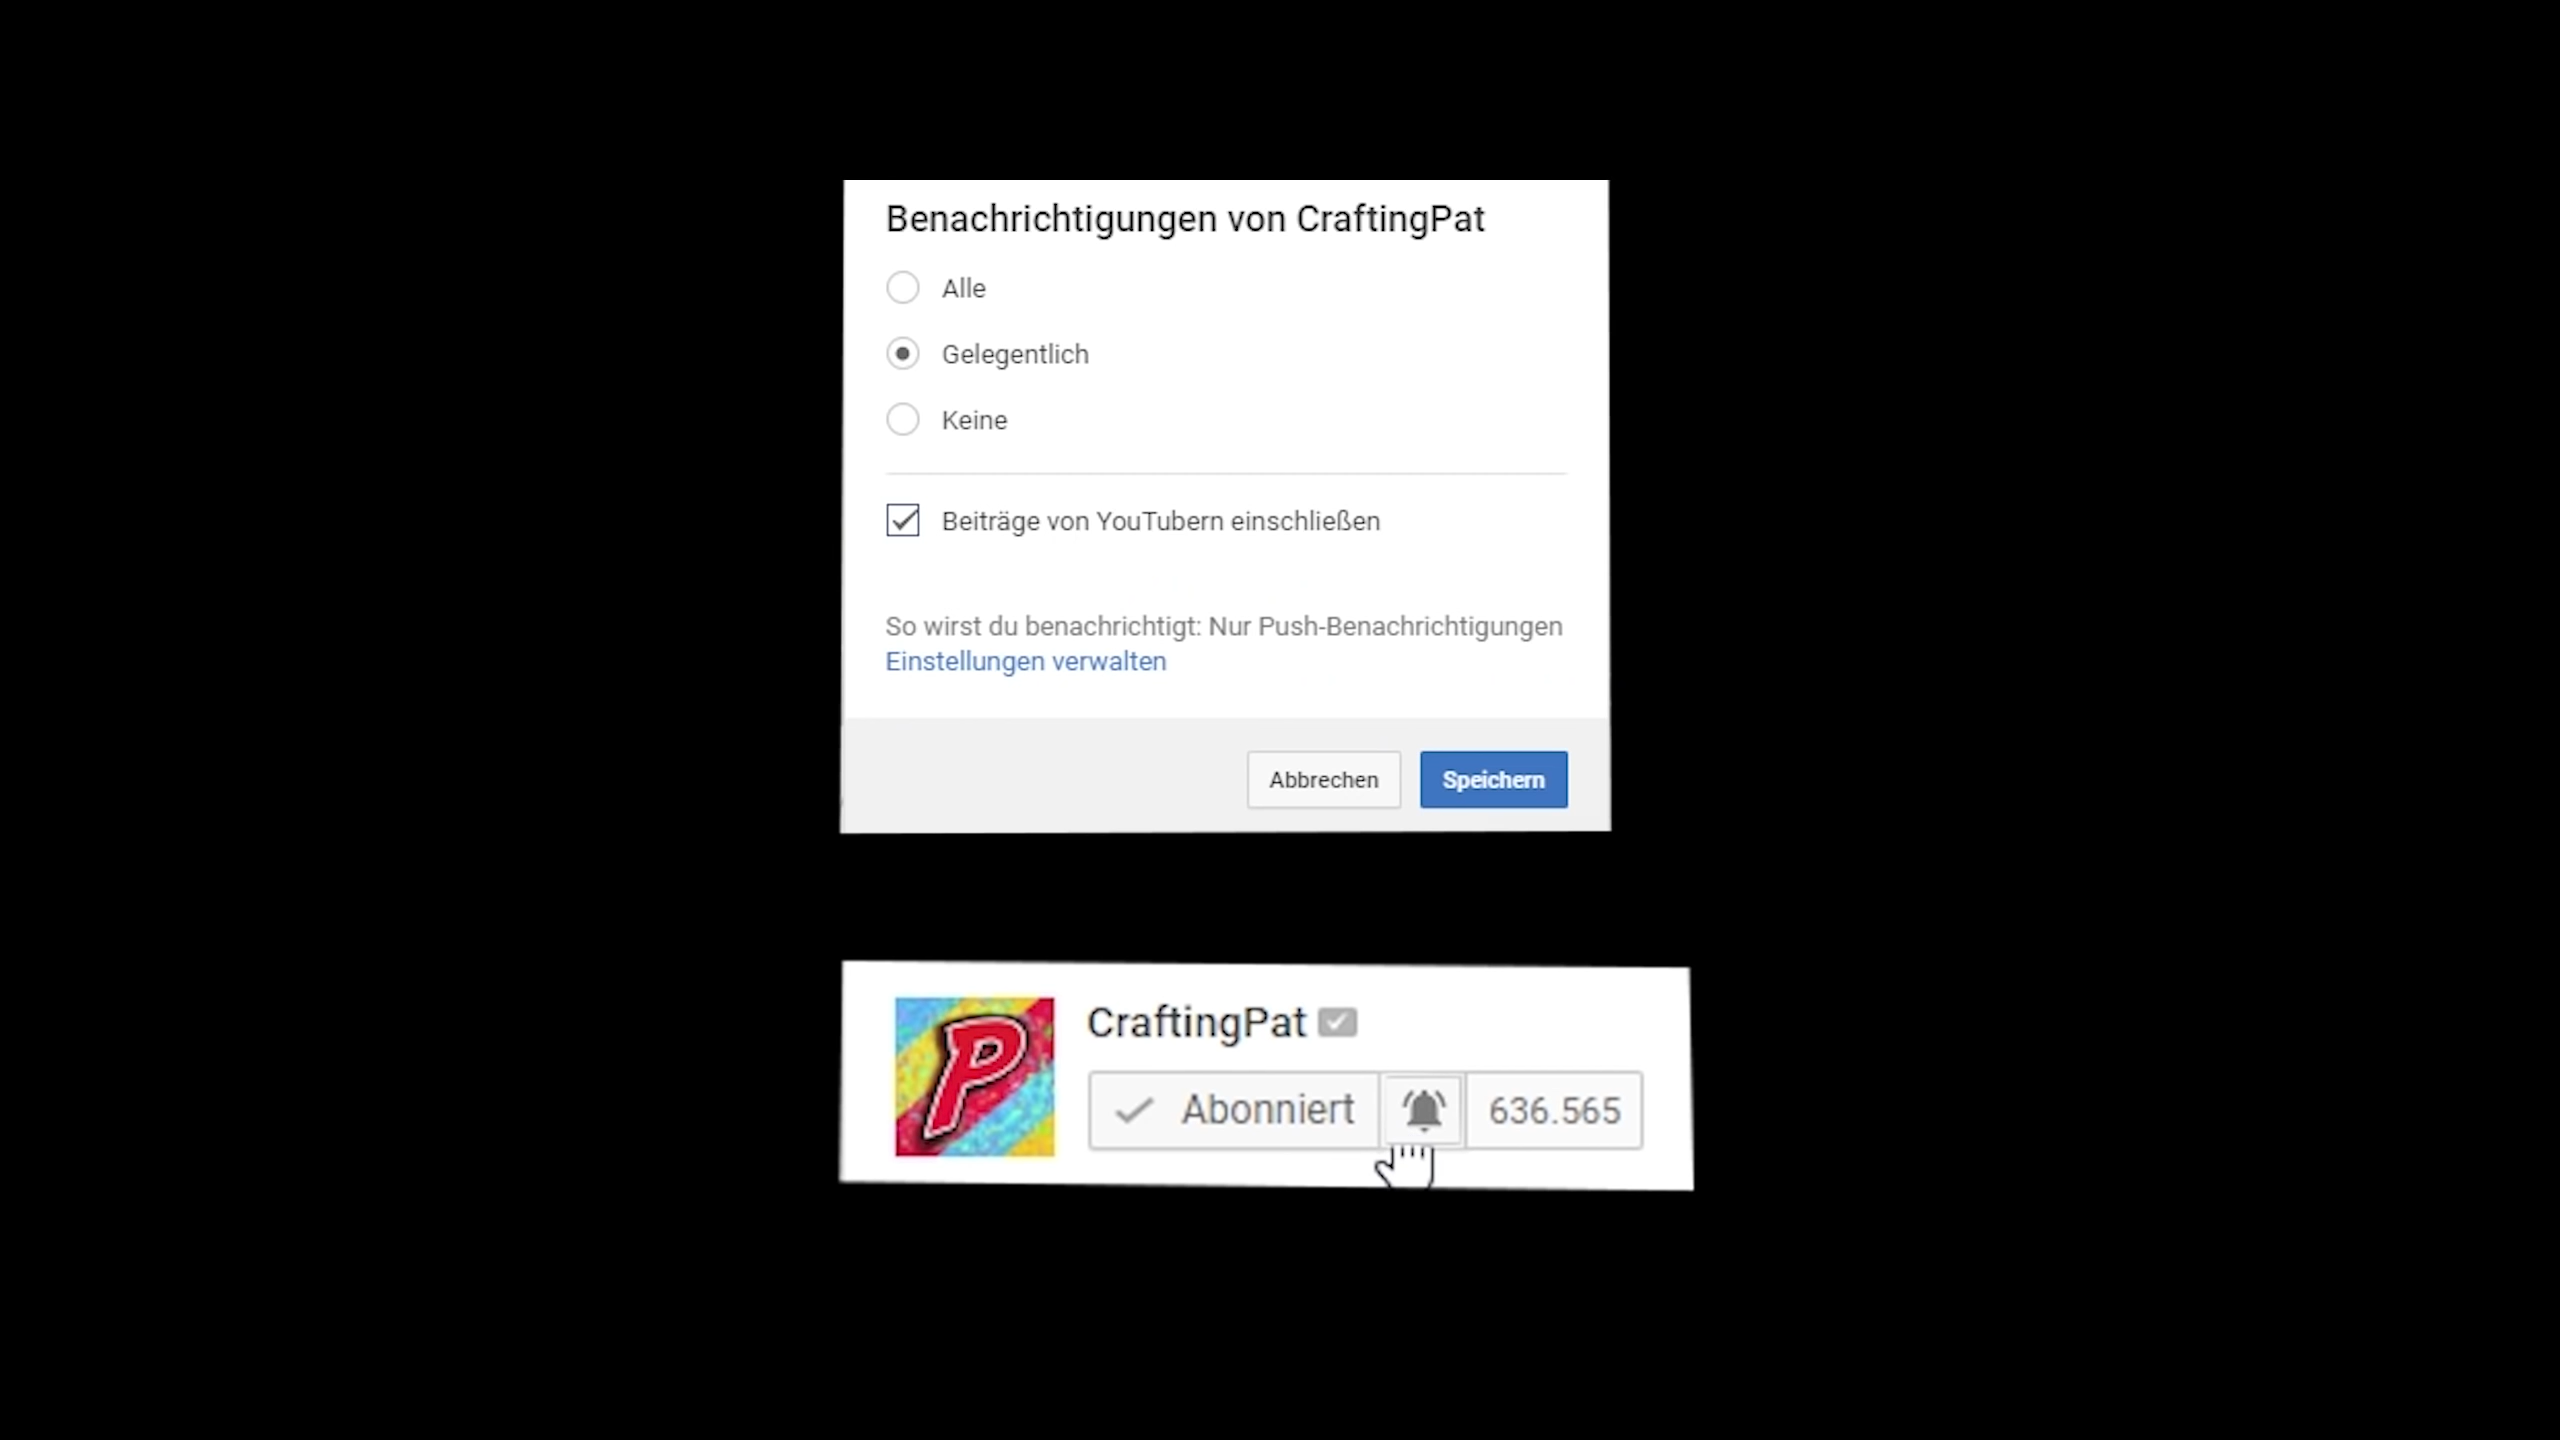 Benachrichtigungen von CraftingPat
Alle
Gelegentlich
Keine
Beiträge von YouTubern einschließen
So wirst du benachrichtigt: Nur Push-Benachrichtigungen
Einstellungen verwalten
Abbrechen
Speichern
P
CraftingPat
Abonniert
636.565